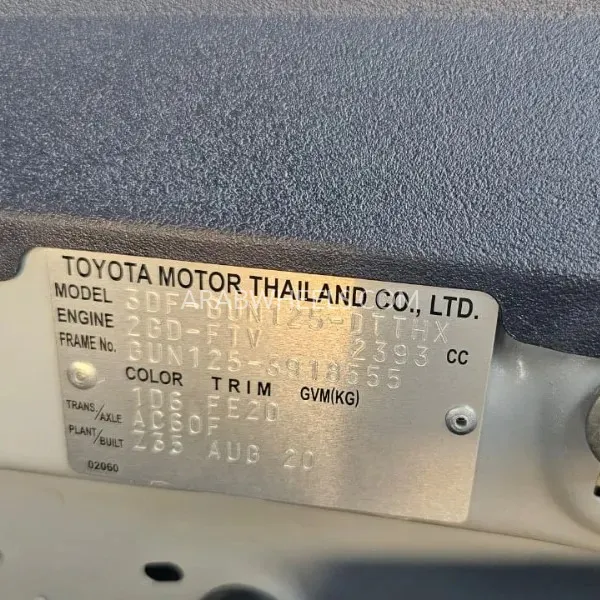 TOYOTA MOTOR THAILAND CO., LTD.
MODEL 3DF-GUN125-DTTHX
ENGINE 2GD-FTV 2393 CC
FRAME No. GUN125-3918555
COLOR TRIM GVM(KG)
1D6 FE20
TRANS./AXLE AC60F
PLANT/BUILT Z35 AUG 20
02060